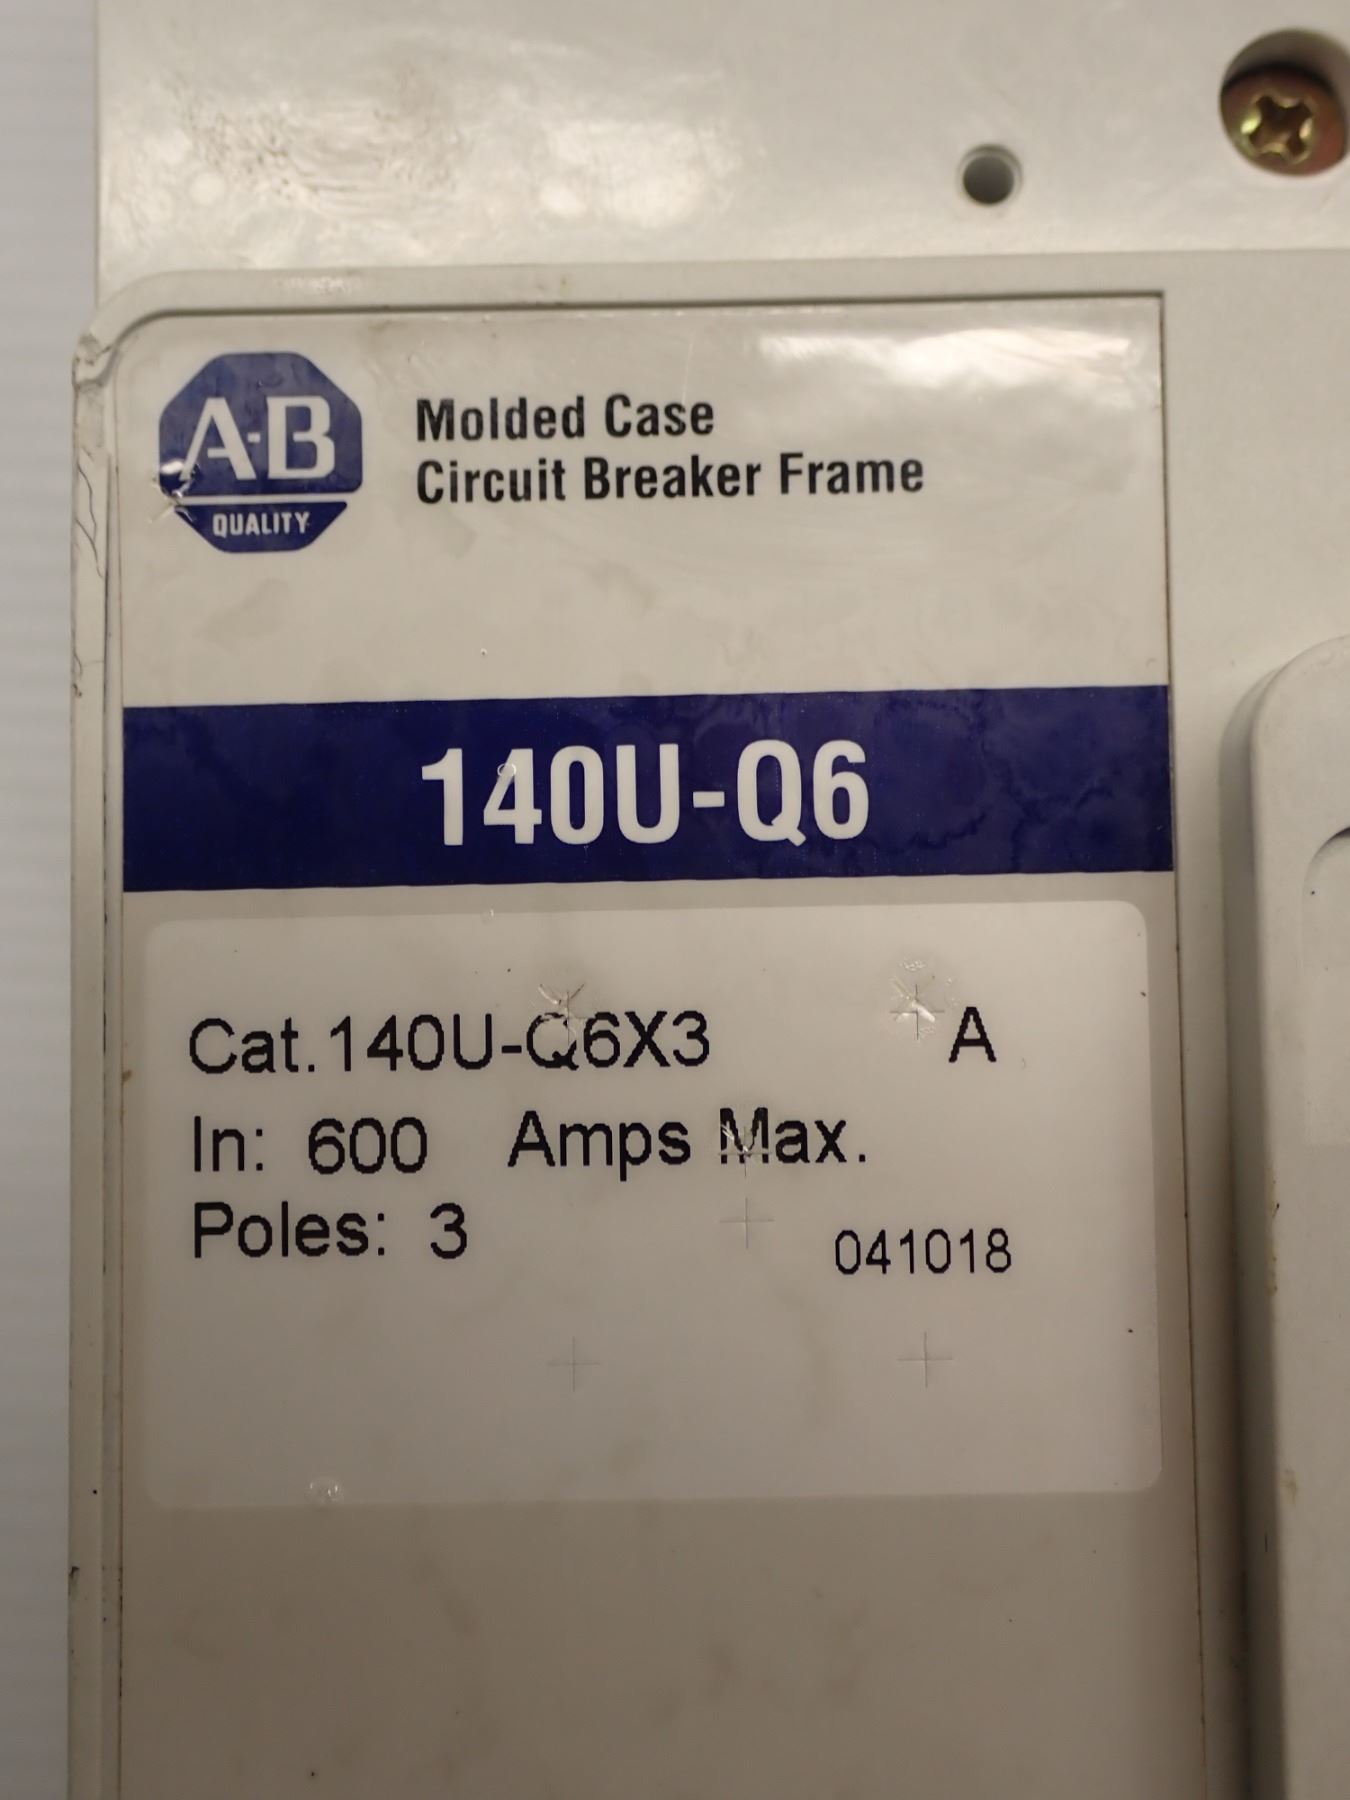 A-B
QUALITY
Molded Case
Circuit Breaker Frame
140U-Q6
Cat.140U-Q6X3 A
In: 600 Amps Max.
Poles: 3
041018